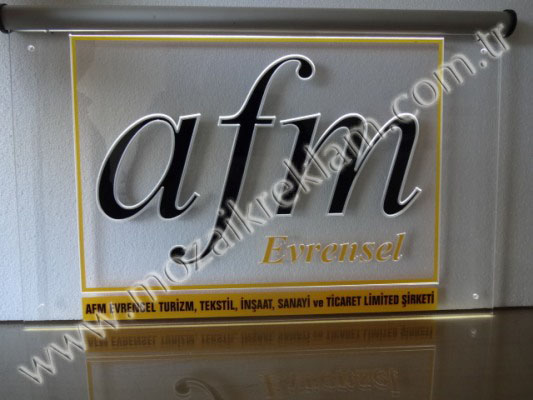 afm
Evrensel
AFM EVRENCEL TURİZM, TEKSTİL, İNŞAAT, SANAYİ ve TİCARET LİMİTED ŞİRKETİ
www.mozaikreklam.com.tr